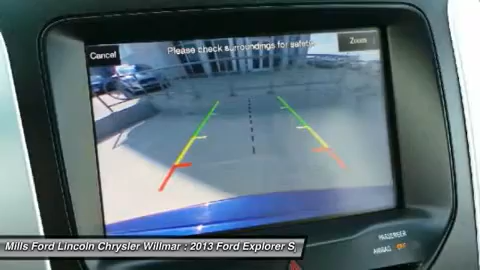 Please check surroundings for safety
Cancel
Zoom
PASSENGER
AIRBAG OFF
Mills Ford Lincoln Chrysler Willmar : 2013 Ford Explorer S